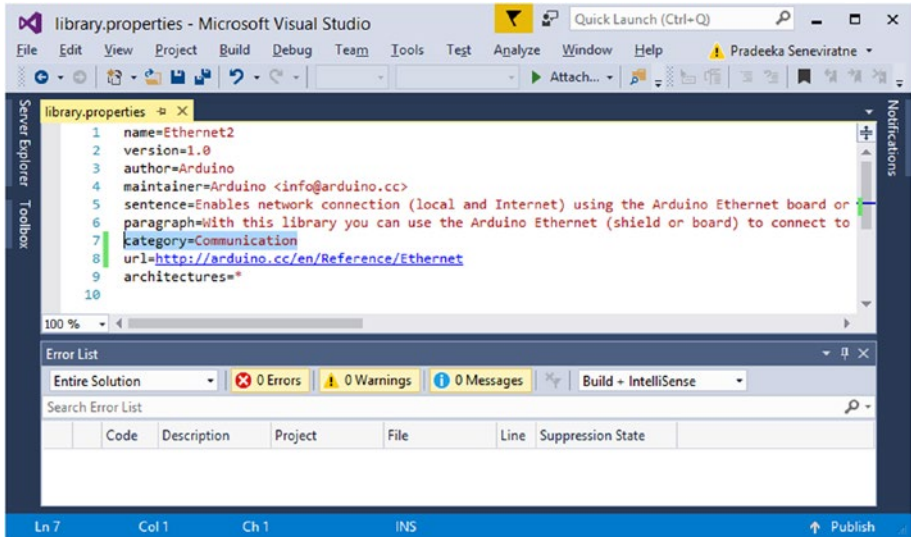 library.properties - Microsoft Visual Studio
Quick Launch (Ctrl+Q)
File Edit View Project Build Debug Team Tools Test Analyze Window Help Pradeeka Seneviratne
Attach...
Server Explorer
Toolbox
Notifications
library.properties
1 name=Ethernet2
2 version=1.0
3 author=Arduino
4 maintainer=Arduino <info@arduino.cc>
5 sentence=Enables network connection (local and Internet) using the Arduino Ethernet board or
6 paragraph=With this library you can use the Arduino Ethernet (shield or board) to connect to
7 category=Communication
8 url=http://arduino.cc/en/Reference/Ethernet
9 architectures=*
10
100 %
Error List
Entire Solution 0 Errors 0 Warnings 0 Messages Build + IntelliSense
Search Error List
Code Description Project File Line Suppression State
Ln 7 Col 1 Ch 1 INS Publish